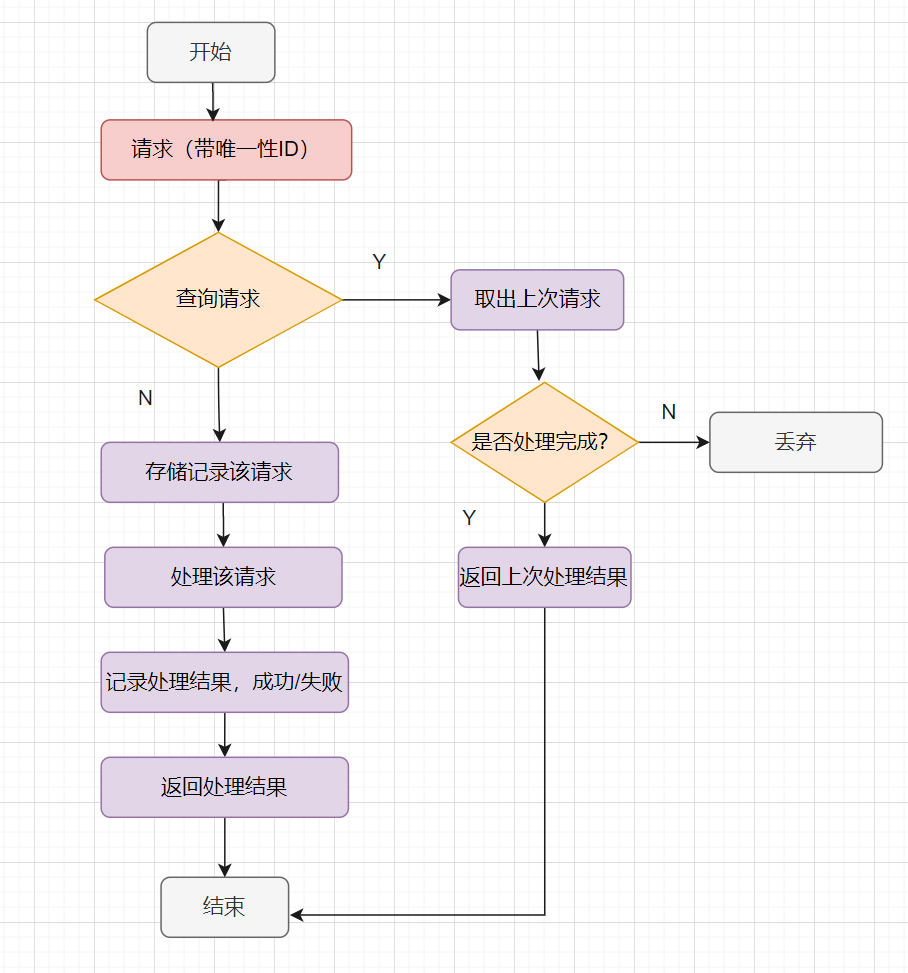 开始
请求（带唯一性ID）
查询请求
Y
取出上次请求
N
是否处理完成？
N
丢弃
存储记录该请求
Y
处理该请求
返回上次处理结果
记录处理结果，成功/失败
返回处理结果
结束